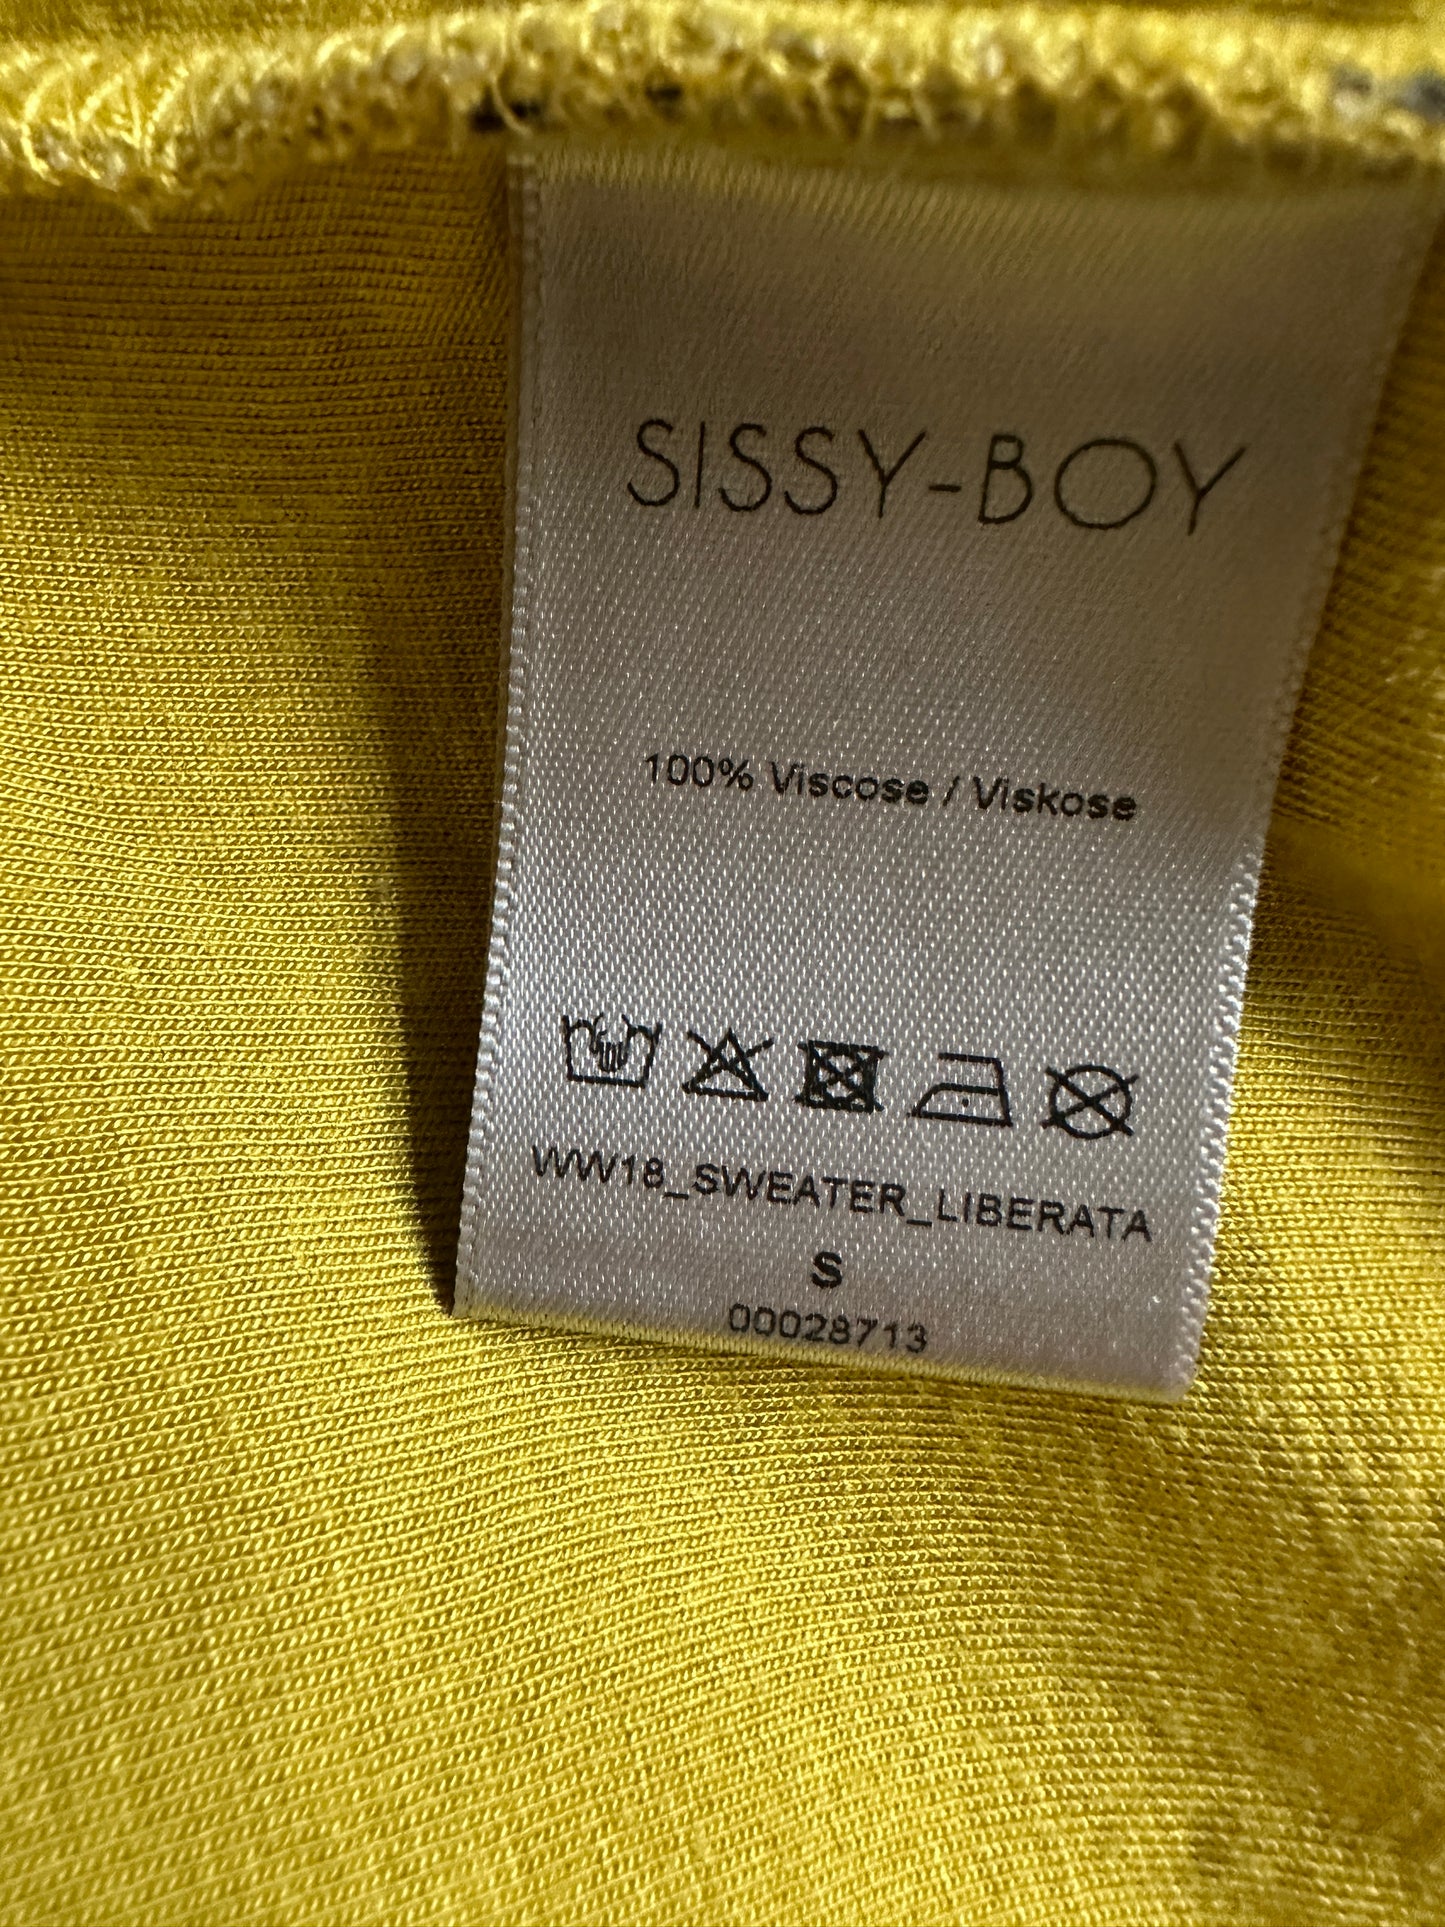 SISSY-BOY
100% Viscose / Viskose
WW18_SWEATER_LIBERATA
S
00028713